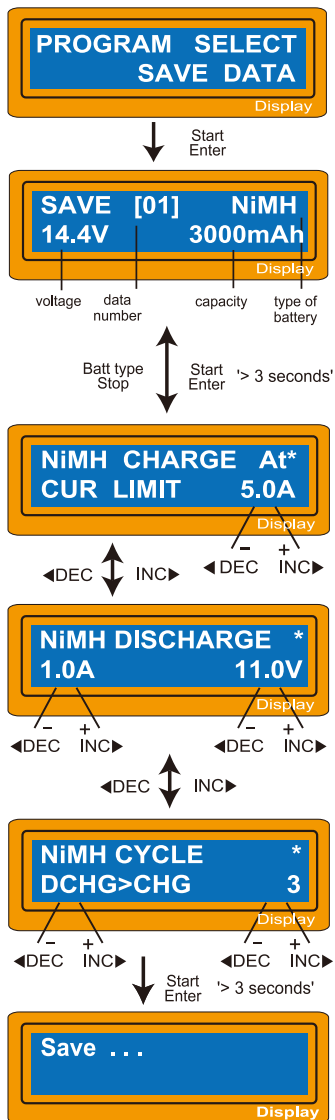 PROGRAM SELECT
SAVE DATA
Display
Start
Enter
SAVE [01] NiMH
14.4V 3000mAh
Display
voltage data number capacity type of battery
Batt type Stop Start Enter '> 3 seconds'
NiMH CHARGE At*
CUR LIMIT 5.0A
Display
- +
◀DEC INC▶ ◀DEC INC▶
NiMH DISCHARGE *
1.0A 11.0V
Display
- + - +
◀DEC INC▶ ◀DEC INC▶
◀DEC INC▶
NiMH CYCLE *
DCHG>CHG 3
Display
- + - +
◀DEC INC▶ ◀DEC INC▶
Start Enter '> 3 seconds'
Save ...
Display